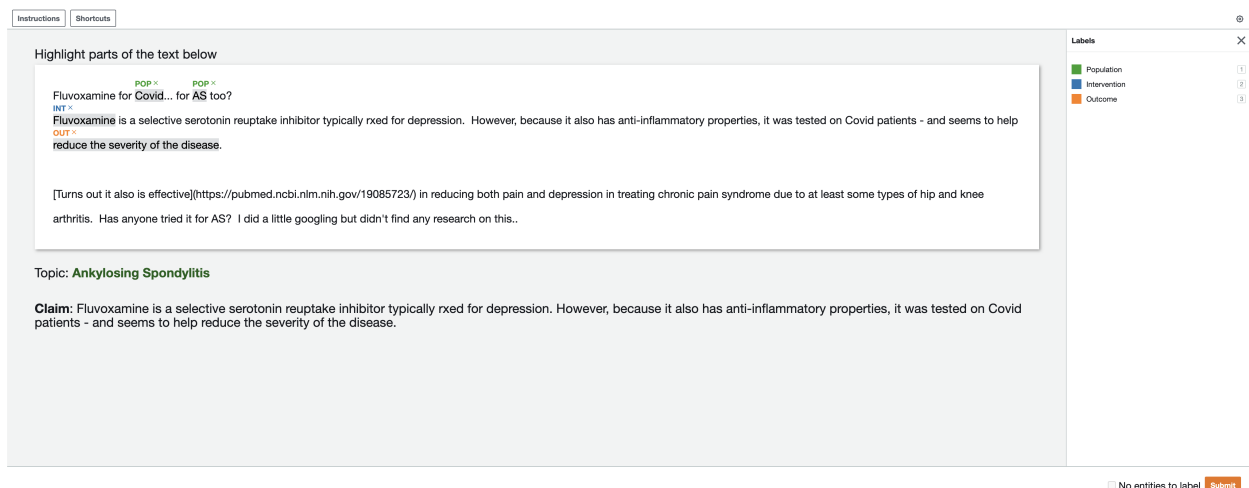 Instructions Shortcuts
Labels
Highlight parts of the text below
Population 1
Intervention 2
Outcome 3
POP × POP ×
Fluvoxamine for Covid... for AS too?
INT ×
Fluvoxamine is a selective serotonin reuptake inhibitor typically rxed for depression. However, because it also has anti-inflammatory properties, it was tested on Covid patients - and seems to help
OUT ×
reduce the severity of the disease.
[Turns out it also is effective](https://pubmed.ncbi.nlm.nih.gov/19085723/) in reducing both pain and depression in treating chronic pain syndrome due to at least some types of hip and knee
arthritis. Has anyone tried it for AS? I did a little googling but didn't find any research on this..
Topic: Ankylosing Spondylitis
Claim: Fluvoxamine is a selective serotonin reuptake inhibitor typically rxed for depression. However, because it also has anti-inflammatory properties, it was tested on Covid
patients - and seems to help reduce the severity of the disease.
No entities to label Submit